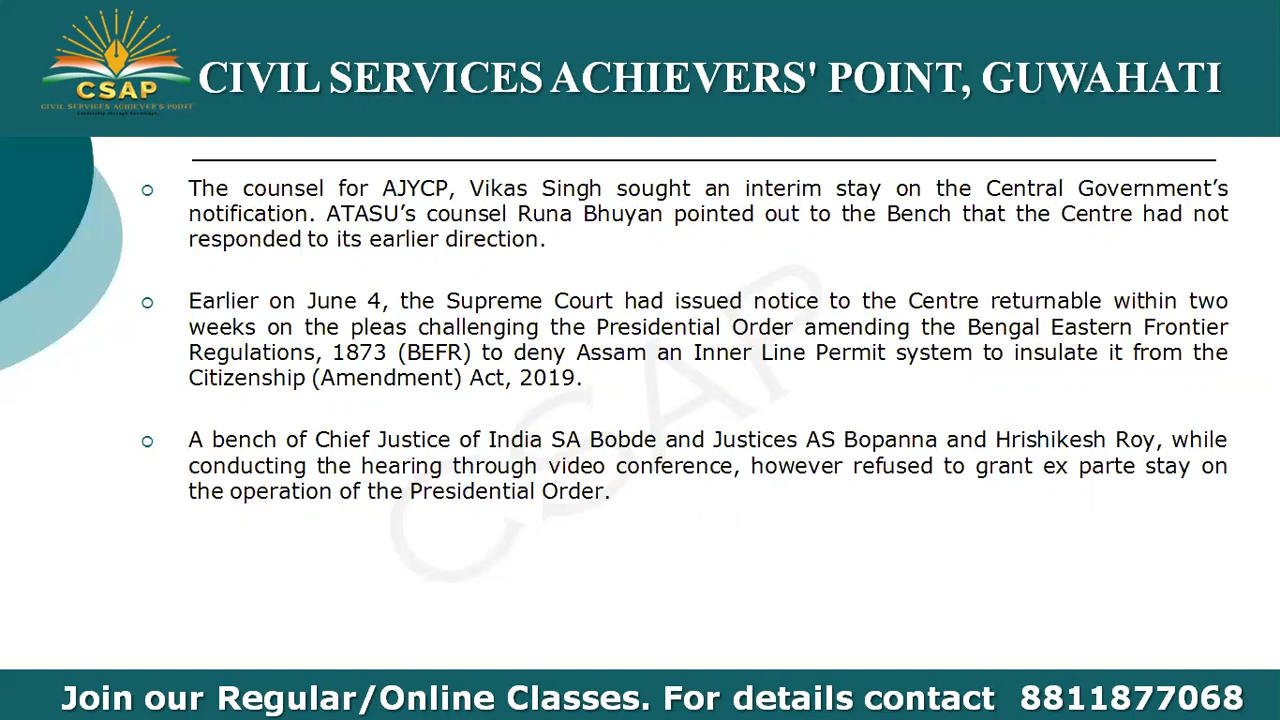 CSAP
CIVIL SERVICES ACHIEVER'S POINT
CIVIL SERVICES ACHIEVERS' POINT, GUWAHATI
The counsel for AJYCP, Vikas Singh sought an interim stay on the Central Government’s
notification. ATASU’s counsel Runa Bhuyan pointed out to the Bench that the Centre had not
responded to its earlier direction.
Earlier on June 4, the Supreme Court had issued notice to the Centre returnable within two
weeks on the pleas challenging the Presidential Order amending the Bengal Eastern Frontier
Regulations, 1873 (BEFR) to deny Assam an Inner Line Permit system to insulate it from the
Citizenship (Amendment) Act, 2019.
A bench of Chief Justice of India SA Bobde and Justices AS Bopanna and Hrishikesh Roy, while
conducting the hearing through video conference, however refused to grant ex parte stay on
the operation of the Presidential Order.
CSAP
Join our Regular/Online Classes. For details contact 8811877068